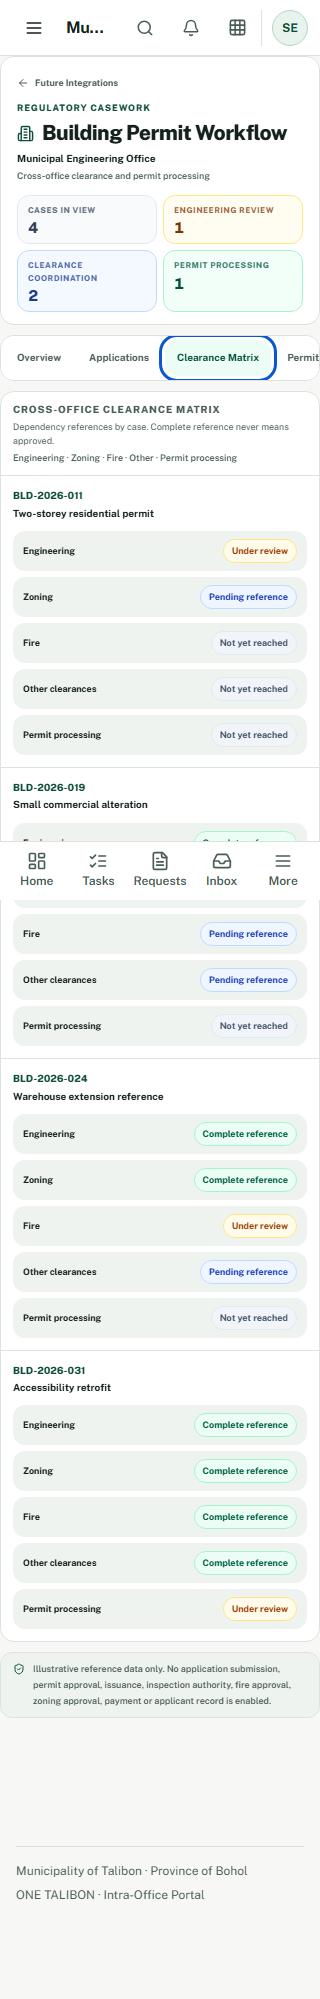 Mu...
SE
Future Integrations
REGULATORY CASEWORK
Building Permit Workflow
Municipal Engineering Office
Cross-office clearance and permit processing
CASES IN VIEW
4
ENGINEERING REVIEW
1
CLEARANCE
COORDINATION
2
PERMIT PROCESSING
1
Overview
Applications
Clearance Matrix
Permit
CROSS-OFFICE CLEARANCE MATRIX
Dependency references by case. Complete reference never means
approved.
Engineering · Zoning · Fire · Other · Permit processing
BLD-2026-011
Two-storey residential permit
Engineering
Under review
Zoning
Pending reference
Fire
Not yet reached
Other clearances
Not yet reached
Permit processing
Not yet reached
BLD-2026-019
Small commercial alteration
Home
Tasks
Requests
Inbox
More
Fire
Pending reference
Other clearances
Pending reference
Permit processing
Not yet reached
BLD-2026-024
Warehouse extension reference
Engineering
Complete reference
Zoning
Complete reference
Fire
Under review
Other clearances
Pending reference
Permit processing
Not yet reached
BLD-2026-031
Accessibility retrofit
Engineering
Complete reference
Zoning
Complete reference
Fire
Complete reference
Other clearances
Complete reference
Permit processing
Under review
Illustrative reference data only. No application submission,
permit approval, issuance, inspection authority, fire approval,
zoning approval, payment or applicant record is enabled.
Municipality of Talibon · Province of Bohol
ONE TALIBON · Intra-Office Portal